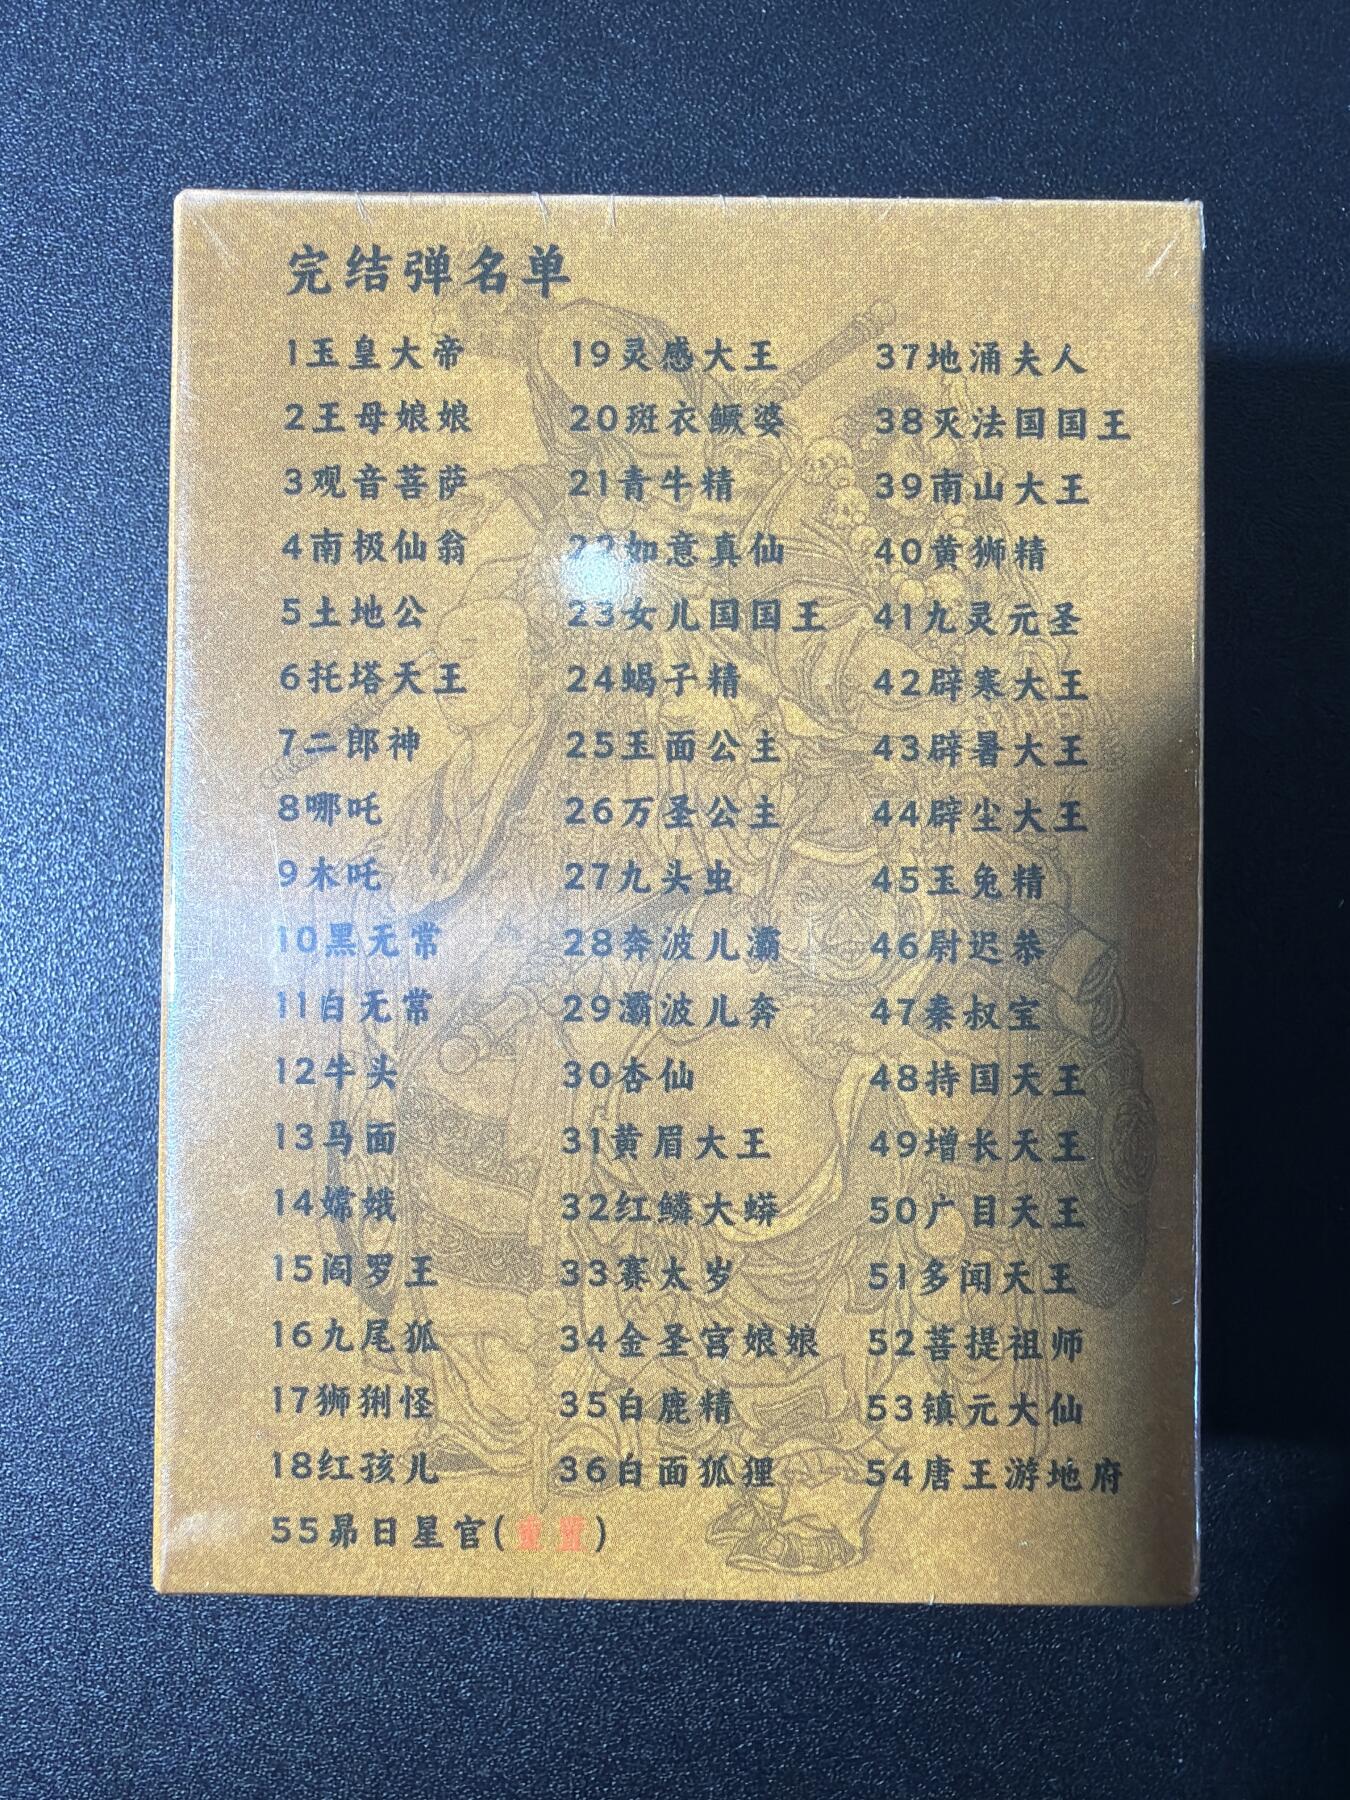 完结弹名单
1玉皇大帝
2王母娘娘
3观音菩萨
4南极仙翁
5土地公
6托塔天王
7二郎神
8哪吒
9木吒
10黑无常
11白无常
12牛头
13马面
14嫦娥
15阎罗王
16九尾狐
17狮猁怪
18红孩儿
19灵感大王
20斑衣鳜婆
21青牛精
22如意真仙
23女儿国国王
24蝎子精
25玉面公主
26万圣公主
27九头虫
28奔波儿灞
29灞波儿奔
30杏仙
31黄眉大王
32红鳞大蟒
33赛太岁
34金圣宫娘娘
35白鹿精
36白面狐狸
37地涌夫人
38灭法国国王
39南山大王
40黄狮精
41九灵元圣
42辟寒大王
43辟暑大王
44辟尘大王
45玉兔精
46尉迟恭
47秦叔宝
48持国天王
49增长天王
50广目天王
51多闻天王
52菩提祖师
53镇元大仙
54唐王游地府
55昴日星官(重置)